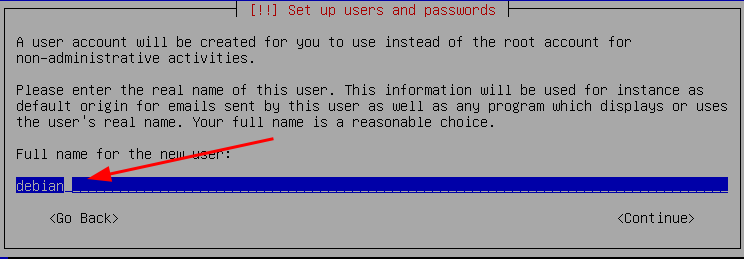 [!!] Set up users and passwords
A user account will be created for you to use instead of the root account for
non-administrative activities.
Please enter the real name of this user. This information will be used for instance as
default origin for emails sent by this user as well as any program which displays or uses
the user's real name. Your full name is a reasonable choice.
Full name for the new user:
debian
<Go Back> <Continue>